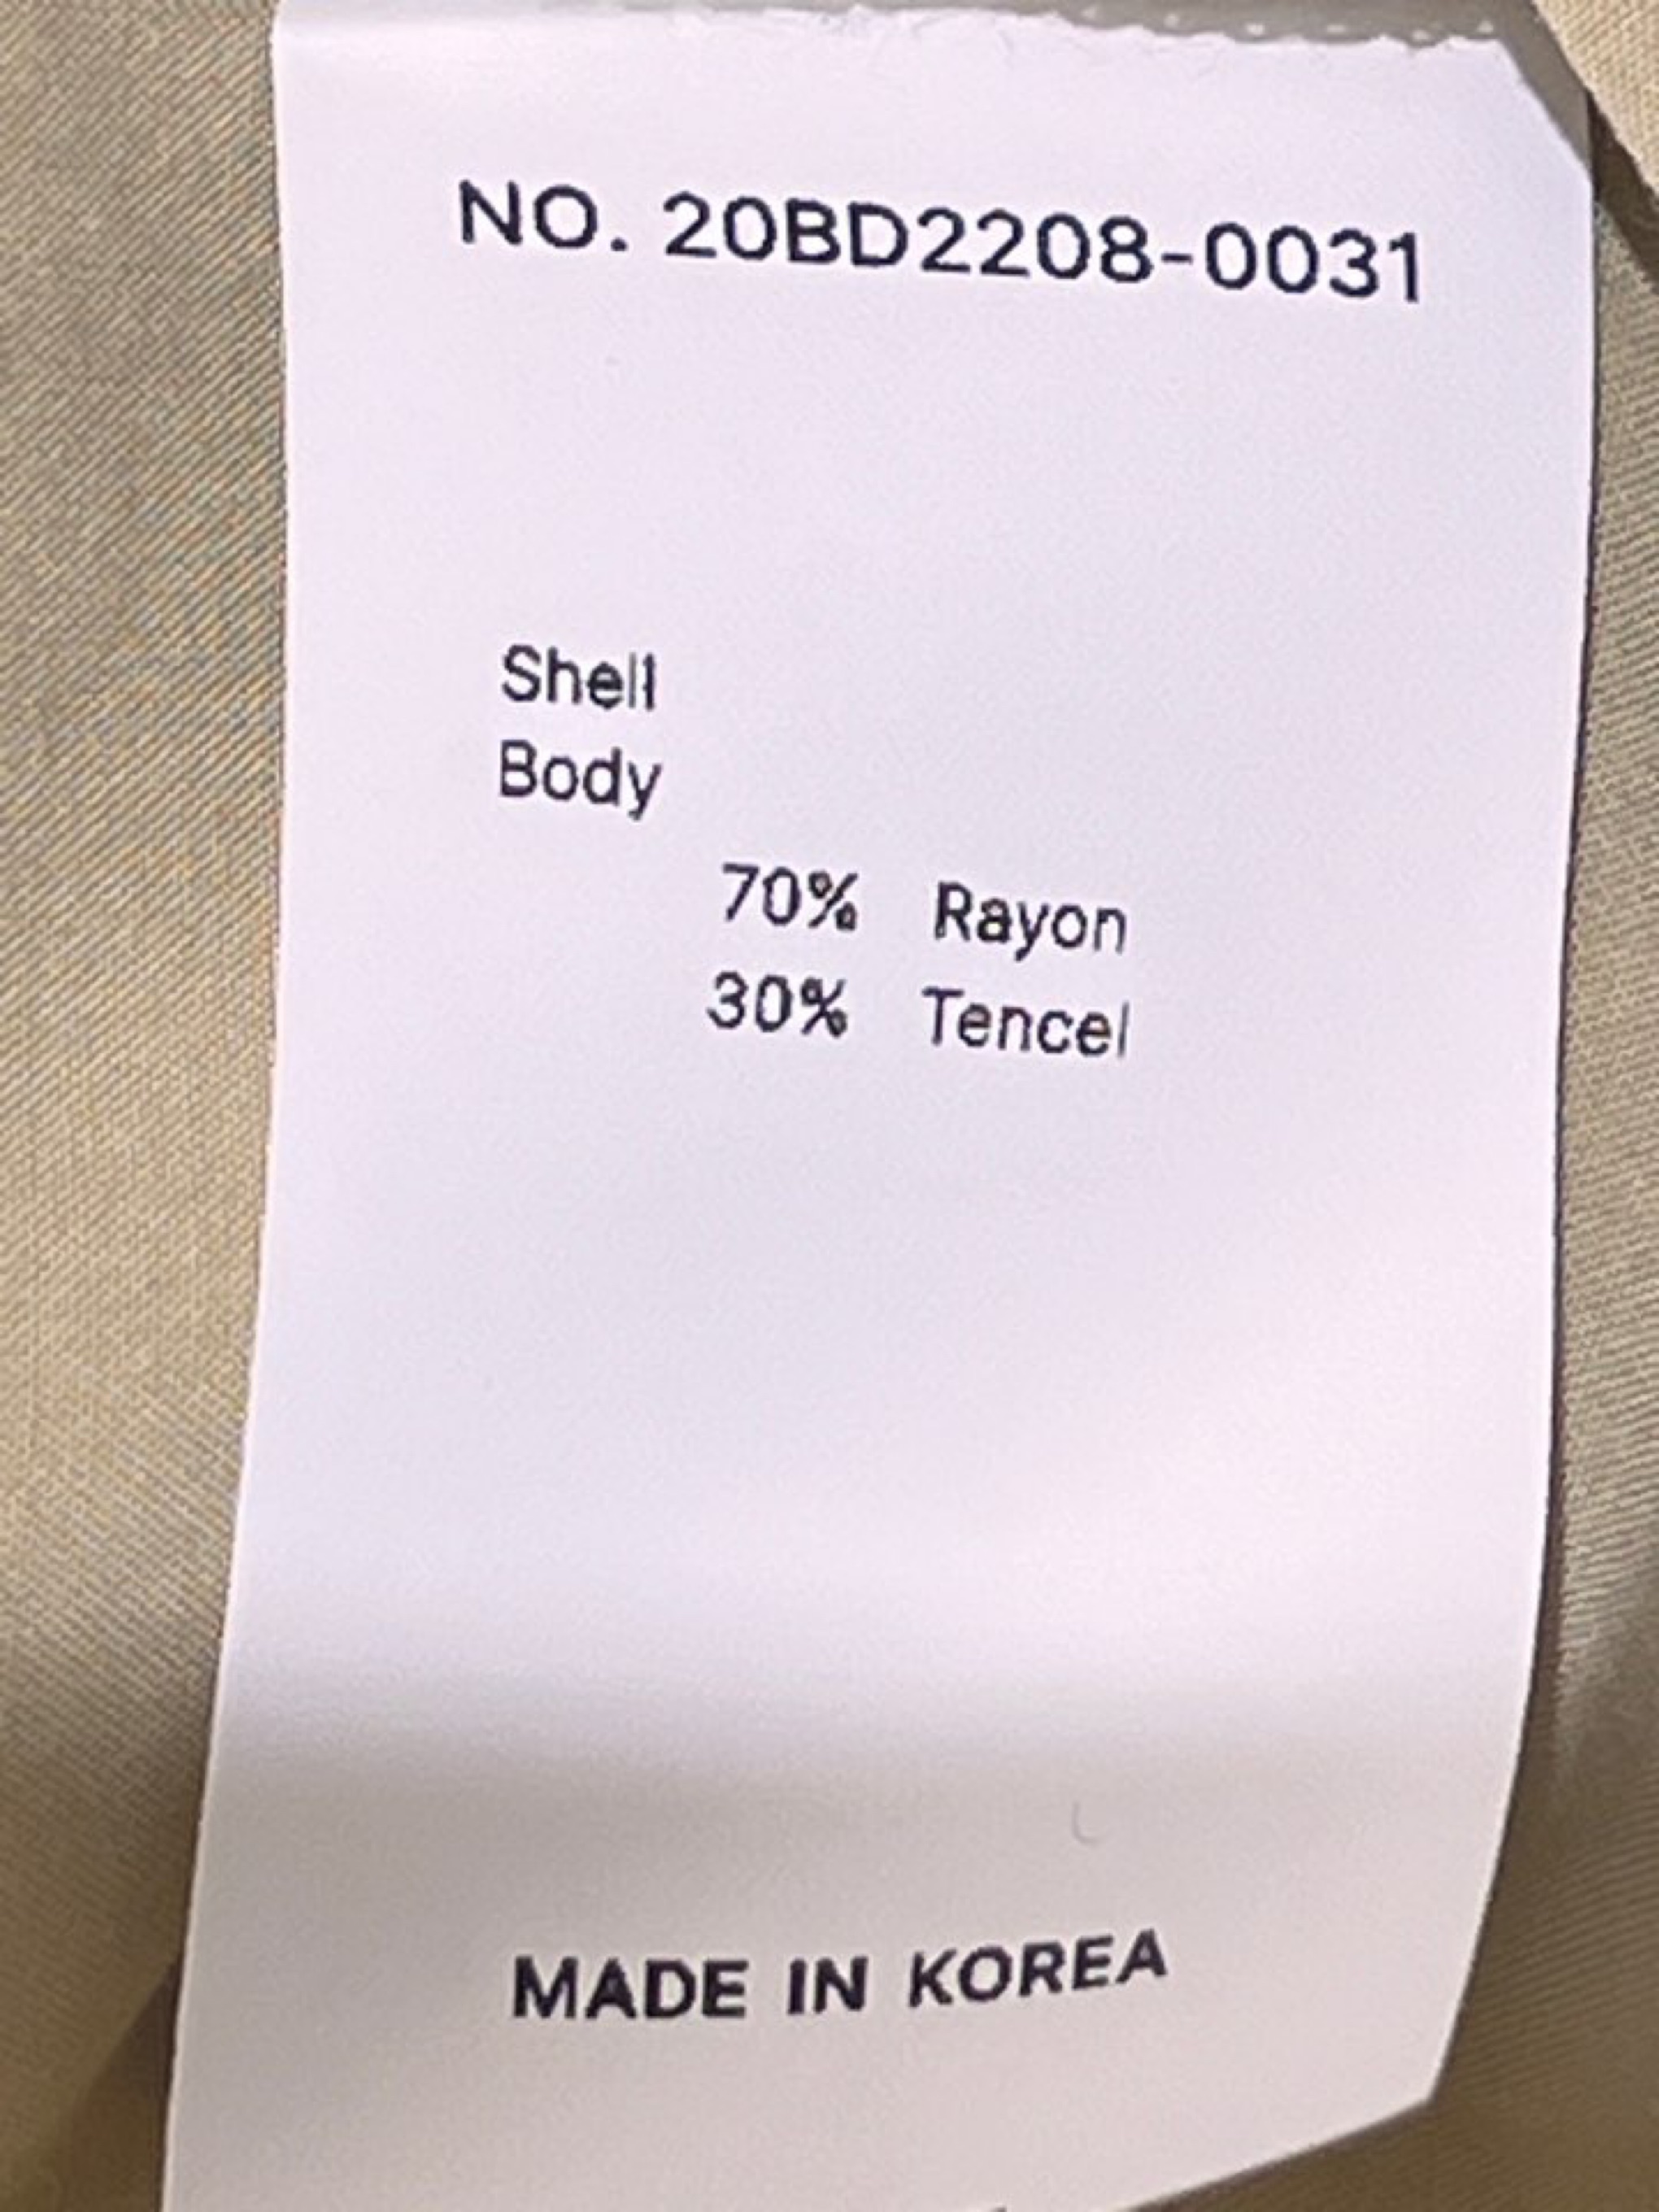 NO. 20BD2208-0031
Shell
Body
70% Rayon
30% Tencel
MADE IN KOREA